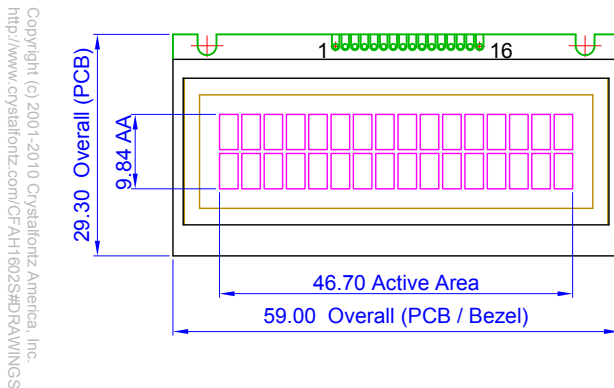 Copyright (c) 2001-2010 Crystalfontz America, Inc.
http://www.crystalfontz.com/CFAH1602S#DRAWINGS
1
16
29.30 Overall (PCB)
9.84 AA
46.70 Active Area
59.00 Overall (PCB / Bezel)